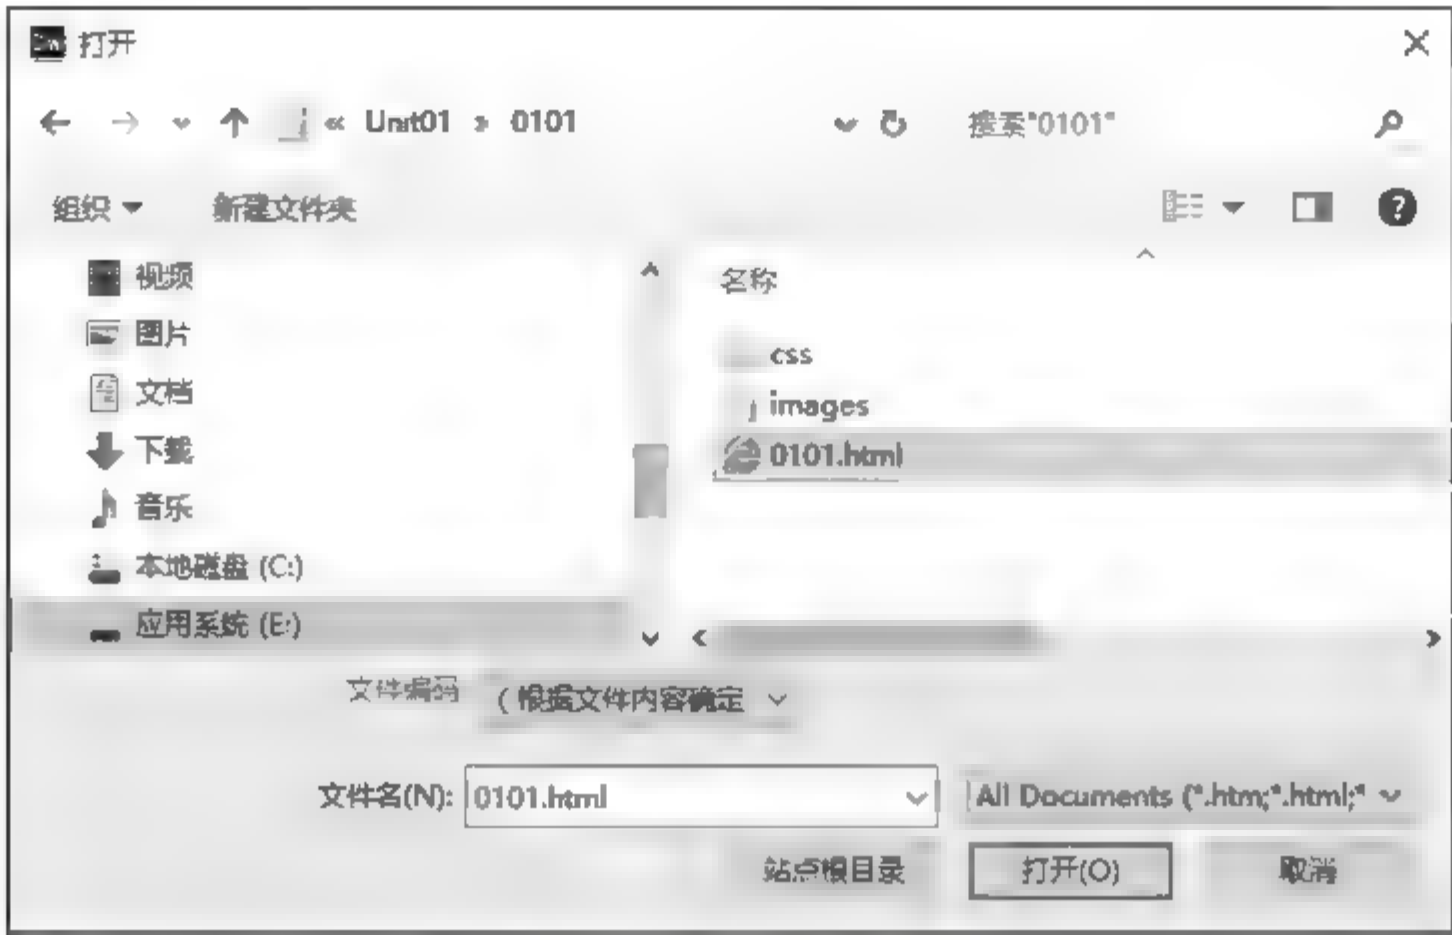 Dw 打开
« Unit01 › 0101 搜索"0101"
组织 新建文件夹
视频
图片
文档
下载
音乐
本地磁盘 (C:)
应用系统 (E:)
名称
css
images
0101.html
文件编码 (根据文件内容确定
文件名(N): 0101.html All Documents (*.htm;*.html;*
站点根目录 打开(O) 取消